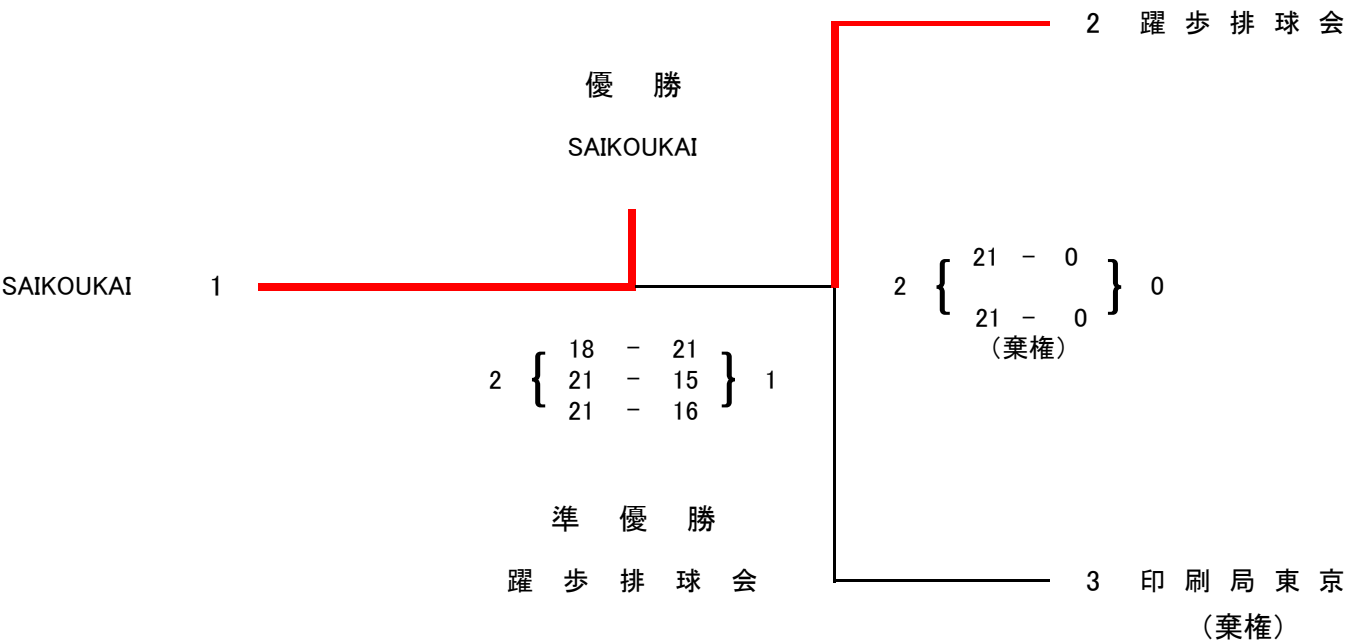 2 躍歩排球会
優勝
SAIKOUKAI
SAIKOUKAI 1
2 { 21 - 0 } 0
21 - 0
（棄権）
2 { 18 - 21 } 1
21 - 15
21 - 16
準優勝
躍歩排球会
3 印刷局東京
（棄権）